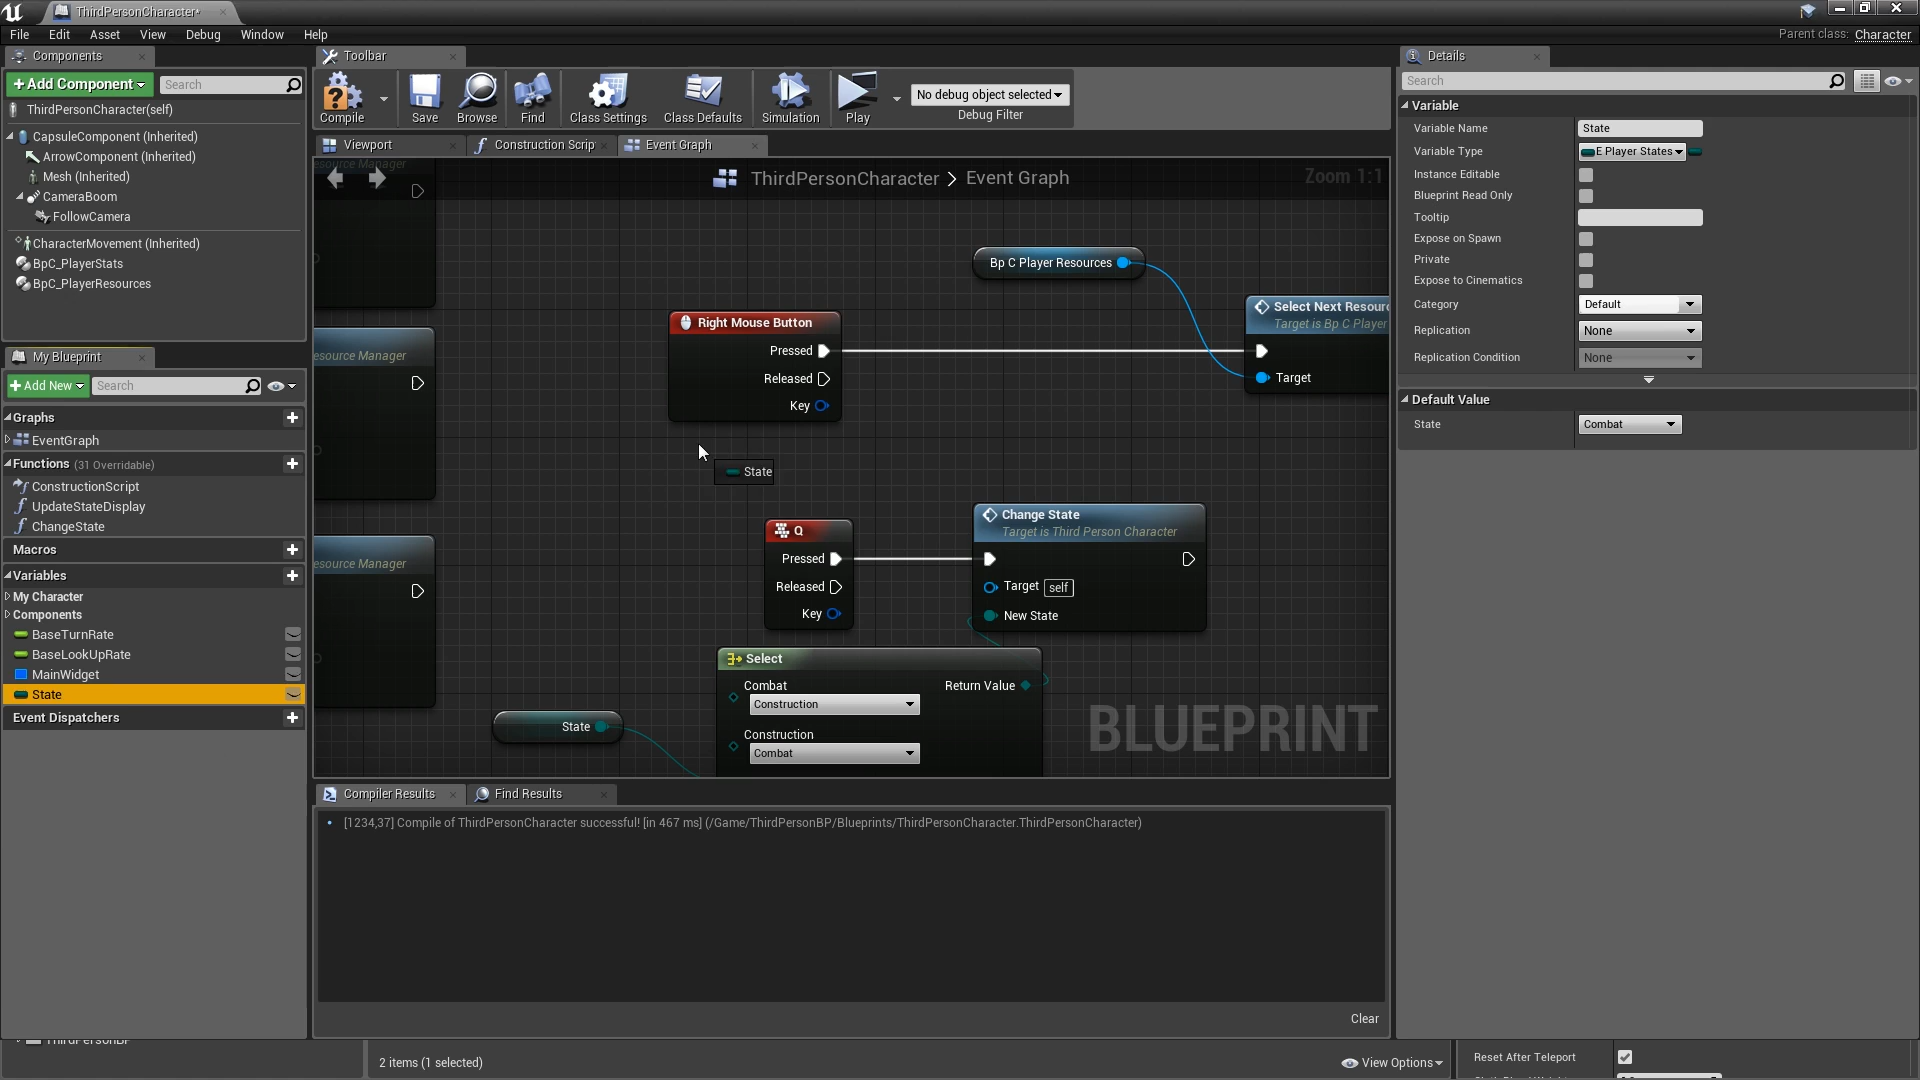 ThirdPersonCharacter*
File Edit Asset View Debug Window Help
Parent class: Character
Components
+ Add Component
Search
ThirdPersonCharacter(self)
CapsuleComponent (Inherited)
ArrowComponent (Inherited)
Mesh (Inherited)
CameraBoom
FollowCamera
CharacterMovement (Inherited)
BpC_PlayerStats
BpC_PlayerResources
My Blueprint
+ Add New
Search
Graphs
EventGraph
Functions (31 Overridable)
ConstructionScript
UpdateStateDisplay
ChangeState
Macros
Variables
My Character
Components
BaseTurnRate
BaseLookUpRate
MainWidget
State
Event Dispatchers
Toolbar
Compile
Save
Browse
Find
Class Settings
Class Defaults
Simulation
Play
No debug object selected
Debug Filter
Viewport
Construction Scrip
Event Graph
ThirdPersonCharacter > Event Graph
Zoom 1:1
esource Manager
esource Manager
esource Manager
Bp C Player Resources
Right Mouse Button
Pressed
Released
Key
Select Next Resourc
Target is Bp C Player
Target
State
Q
Pressed
Released
Key
Change State
Target is Third Person Character
Target self
New State
Select
Combat
Construction
Return Value
Construction
Combat
State
BLUEPRINT
Compiler Results
Find Results
[1234,37] Compile of ThirdPersonCharacter successful! [in 467 ms] (/Game/ThirdPersonBP/Blueprints/ThirdPersonCharacter.ThirdPersonCharacter)
Clear
Details
Search
Variable
Variable Name State
Variable Type E Player States
Instance Editable
Blueprint Read Only
Tooltip
Expose on Spawn
Private
Expose to Cinematics
Category Default
Replication None
Replication Condition None
Default Value
State Combat
ThirdPersonBP
2 items (1 selected)
View Options
Reset After Teleport